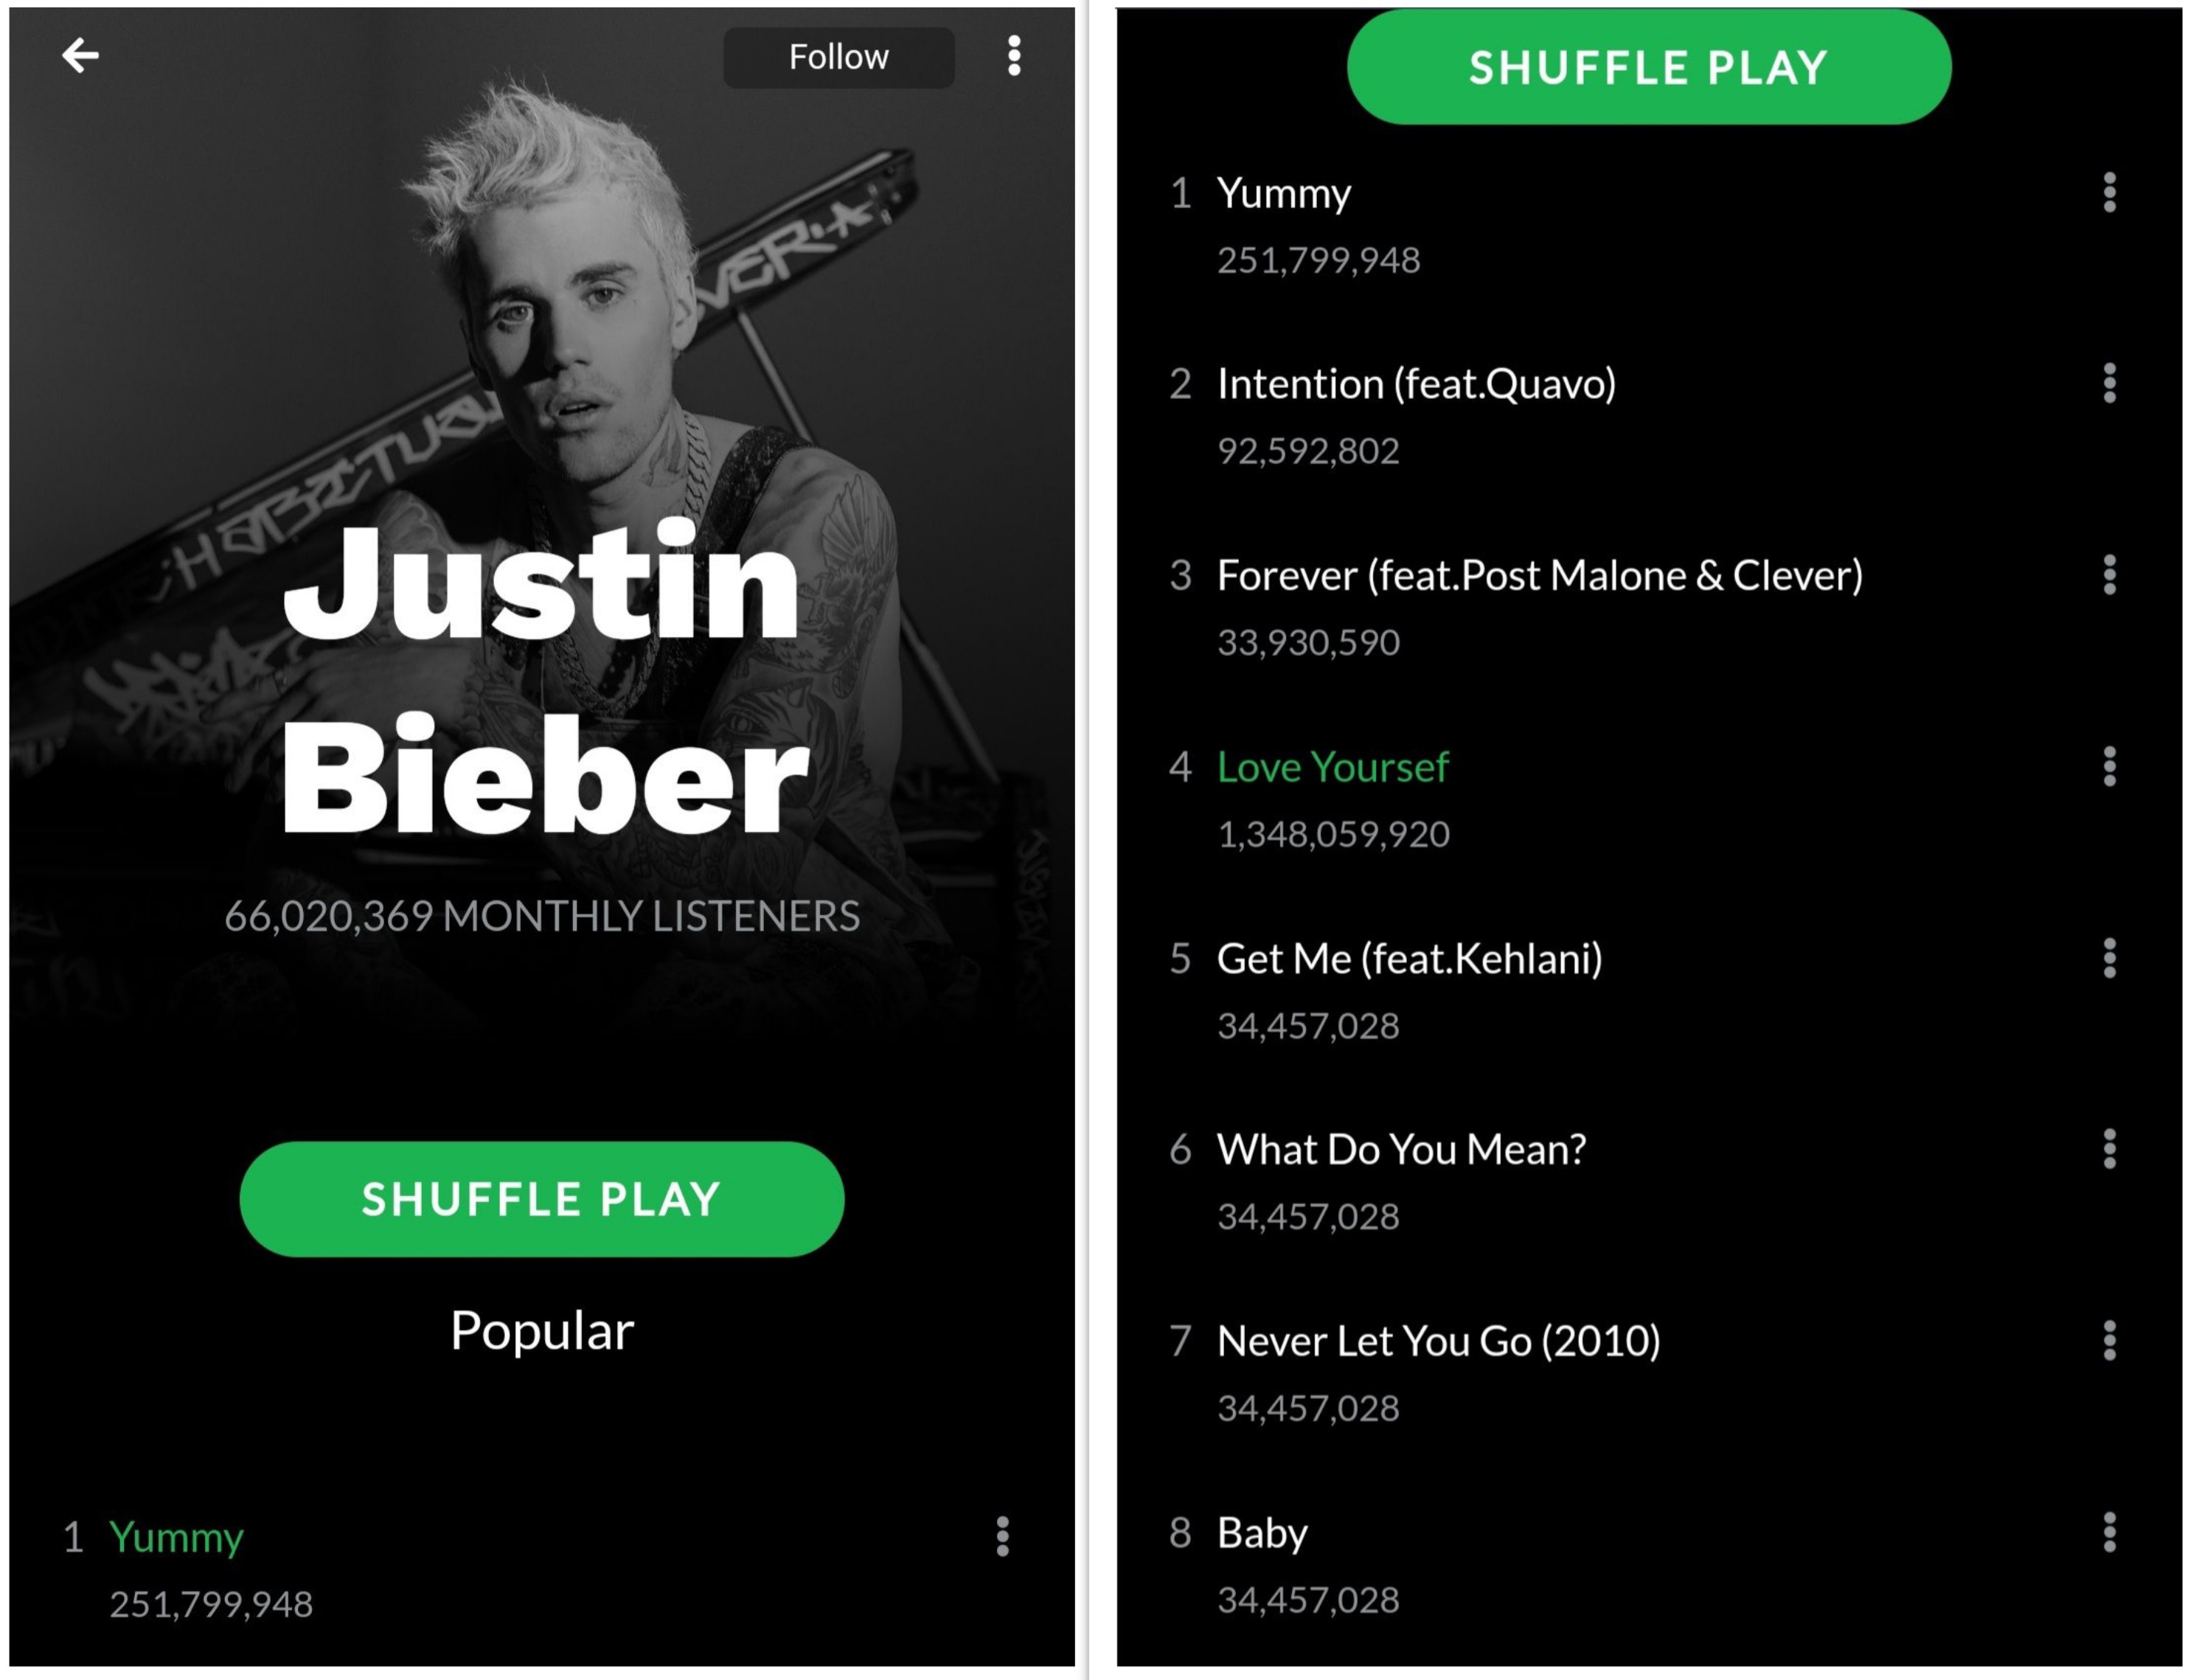 Follow
HABITUAL
Justin
Bieber
66,020,369 MONTHLY LISTENERS
SHUFFLE PLAY
Popular
1 Yummy
251,799,948
SHUFFLE PLAY
1 Yummy
251,799,948
2 Intention (feat.Quavo)
92,592,802
3 Forever (feat.Post Malone & Clever)
33,930,590
4 Love Yoursef
1,348,059,920
5 Get Me (feat.Kehlani)
34,457,028
6 What Do You Mean?
34,457,028
7 Never Let You Go (2010)
34,457,028
8 Baby
34,457,028